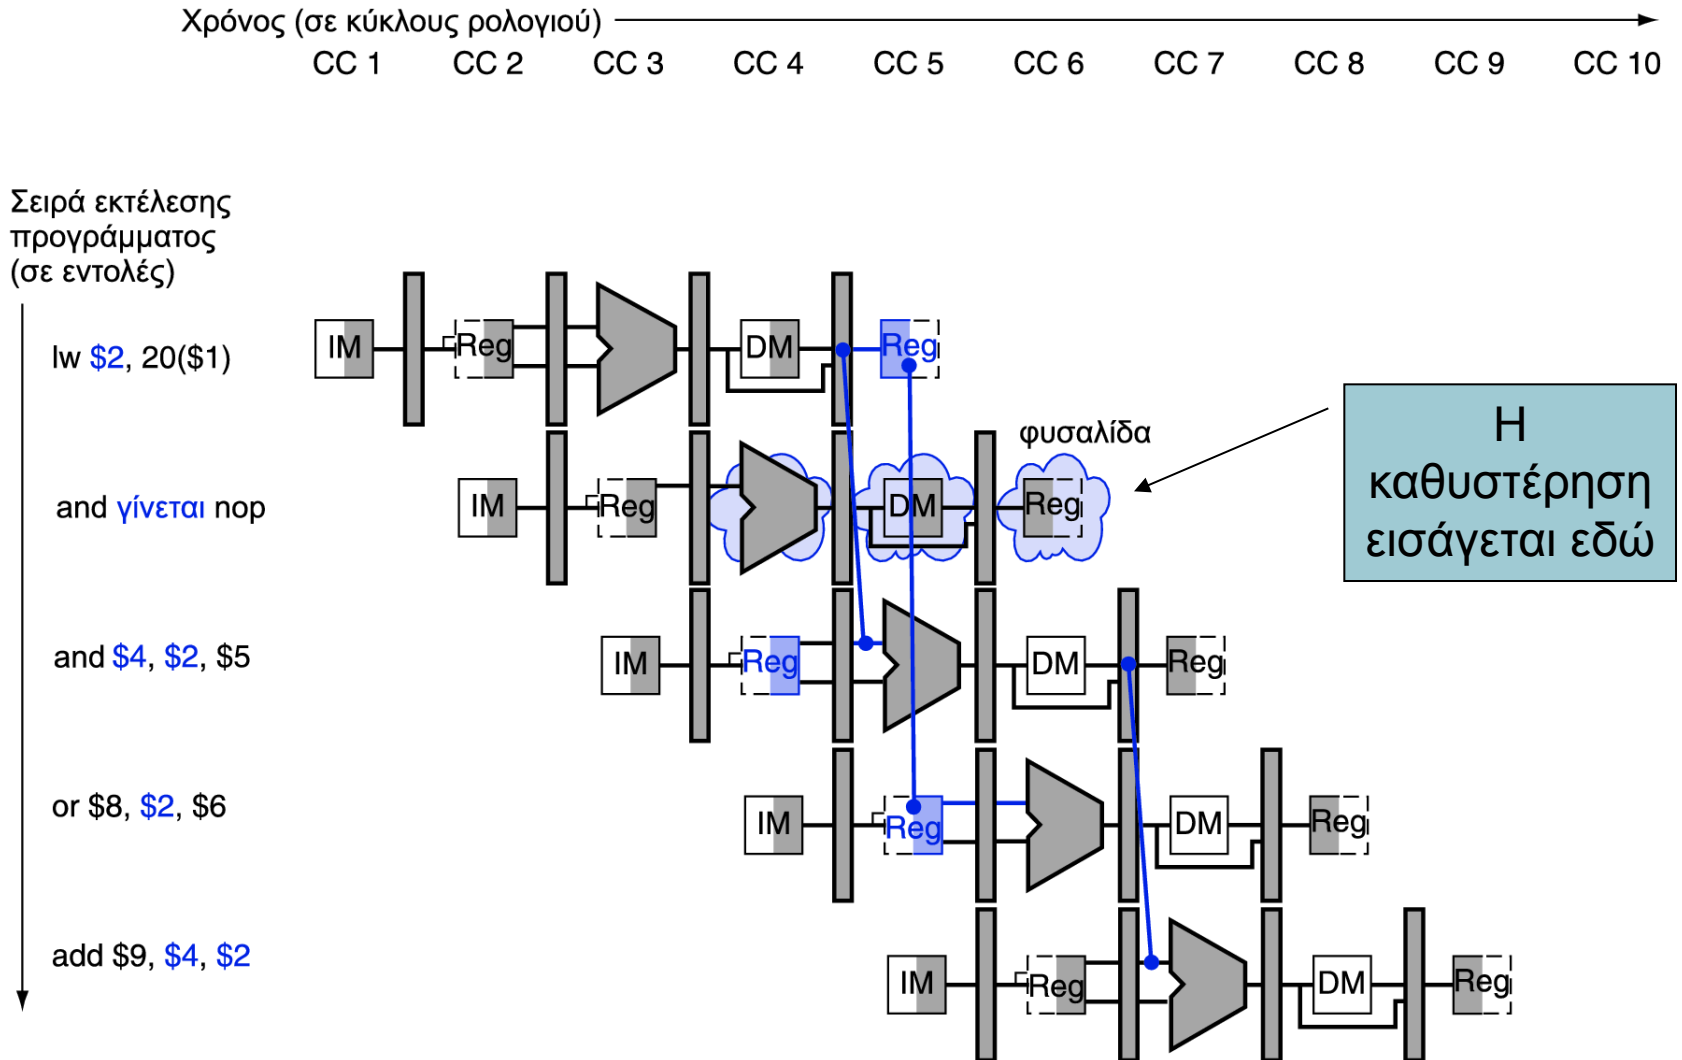 Χρόνος (σε κύκλους ρολογιού)
CC 1 CC 2 CC 3 CC 4 CC 5 CC 6 CC 7 CC 8 CC 9 CC 10
Σειρά εκτέλεσης
προγράμματος
(σε εντολές)
lw $2, 20($1)
IM Reg DM Reg
φυσαλίδα
Η
καθυστέρηση
εισάγεται εδώ
and γίνεται nop
IM Reg DM Reg
and $4, $2, $5
IM Reg DM Reg
or $8, $2, $6
IM Reg DM Reg
add $9, $4, $2
IM Reg DM Reg